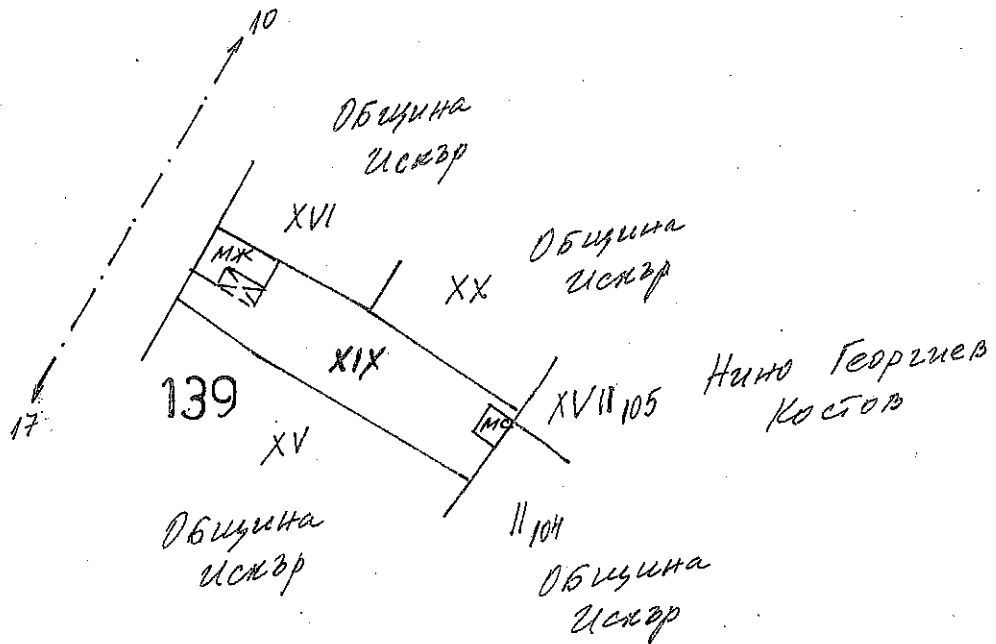 10
Община
Искър
XVI
Община
Искър
МЖ
XX
XIX
Нино Георгиев
Костов
139
XVII 105
МС
17
XV
II 104
Община
Искър
Община
Искър